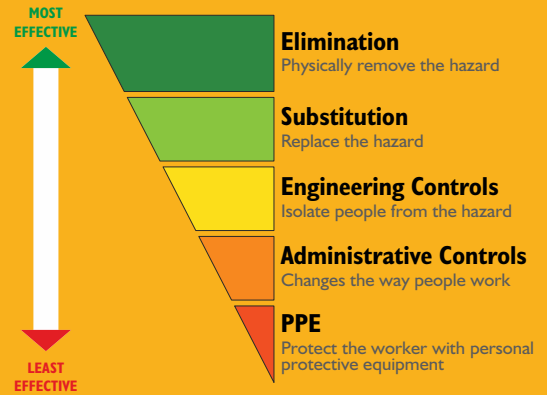 MOST
EFFECTIVE
Elimination
Physically remove the hazard
Substitution
Replace the hazard
Engineering Controls
Isolate people from the hazard
Administrative Controls
Changes the way people work
PPE
Protect the worker with personal
protective equipment
LEAST
EFFECTIVE